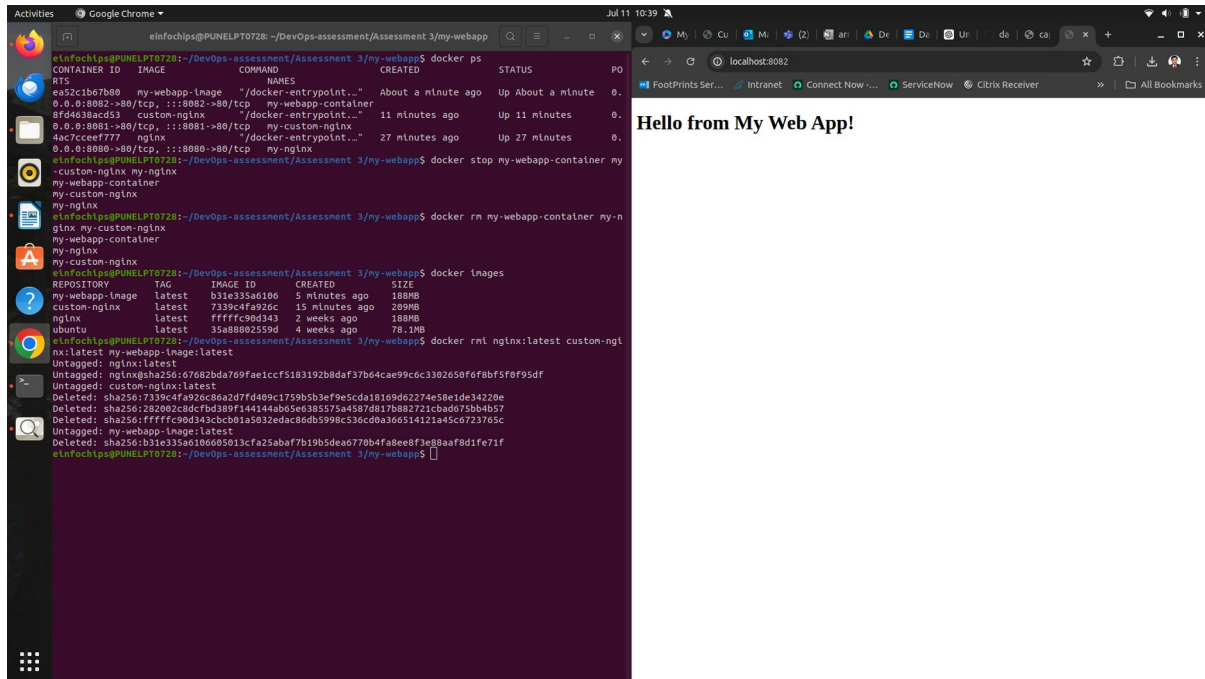 Activities
Google Chrome
Jul 11 10:39
einfochips@PUNELPT0728: ~/DevOps-assessment/Assessment 3/my-webapp
einfochips@PUNELPT0728:~/DevOps-assessment/Assessment 3/my-webapp$ docker ps
CONTAINER ID IMAGE COMMAND CREATED STATUS PO
RTS NAMES
ea52c1b67b80 my-webapp-image "/docker-entrypoint.…" About a minute ago Up About a minute 0.
0.0.0:8082->80/tcp, :::8082->80/tcp my-webapp-container
8fd4638acd53 custom-nginx "/docker-entrypoint.…" 11 minutes ago Up 11 minutes 0.
0.0.0:8081->80/tcp, :::8081->80/tcp my-custom-nginx
4ac7cceef777 nginx "/docker-entrypoint.…" 27 minutes ago Up 27 minutes 0.
0.0.0:8080->80/tcp, :::8080->80/tcp my-nginx
einfochips@PUNELPT0728:~/DevOps-assessment/Assessment 3/my-webapp$ docker stop my-webapp-container my
-custom-nginx my-nginx
my-webapp-container
my-custom-nginx
my-nginx
einfochips@PUNELPT0728:~/DevOps-assessment/Assessment 3/my-webapp$ docker rm my-webapp-container my-n
ginx my-custom-nginx
my-webapp-container
my-nginx
my-custom-nginx
einfochips@PUNELPT0728:~/DevOps-assessment/Assessment 3/my-webapp$ docker images
REPOSITORY TAG IMAGE ID CREATED SIZE
my-webapp-image latest b31e335a6106 5 minutes ago 188MB
custom-nginx latest 7339c4fa926c 15 minutes ago 209MB
nginx latest fffffc90d343 2 weeks ago 188MB
ubuntu latest 35a88802559d 4 weeks ago 78.1MB
einfochips@PUNELPT0728:~/DevOps-assessment/Assessment 3/my-webapp$ docker rmi nginx:latest custom-ngi
nx:latest my-webapp-image:latest
Untagged: nginx:latest
Untagged: nginx@sha256:67682bda769fae1ccf5183192b8daf37b64cae99c6c3302650f6f8bf5f0f95df
Untagged: custom-nginx:latest
Deleted: sha256:7339c4fa926c86a2d7fd409c1759b5b3ef9e5cda18169d62274e58e1de34220e
Deleted: sha256:282002c8dcfbd389f144144ab65e6385575a4587d817b882721cbad675bb4b57
Deleted: sha256:fffffc90d343cbcb01a5032edac86db5998c536cd0a366514121a45c6723765c
Untagged: my-webapp-image:latest
Deleted: sha256:b31e335a6106605013cfa25abaf7b19b5dea6770b4fa8ee8f3e88aaf8d1fe71f
einfochips@PUNELPT0728:~/DevOps-assessment/Assessment 3/my-webapp$
My Cu Ma (2) arr De Da Un da cap
localhost:8082
FootPrints Ser... Intranet Connect Now -... ServiceNow Citrix Receiver » All Bookmarks
Hello from My Web App!